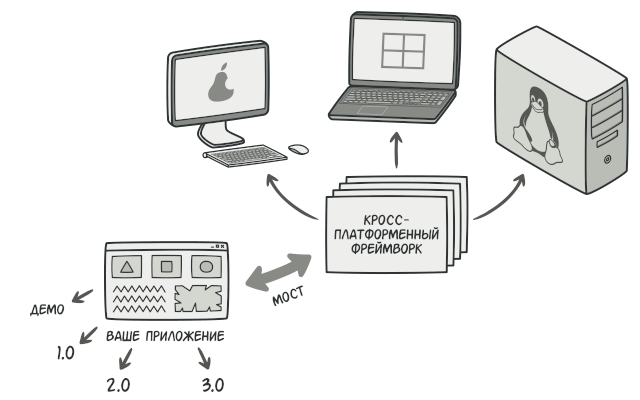 КРОСС-
ПЛАТФОРМЕННЫЙ
ФРЕЙМВОРК
МОСТ
ДЕМО
ВАШЕ ПРИЛОЖЕНИЕ
1.0
2.0
3.0